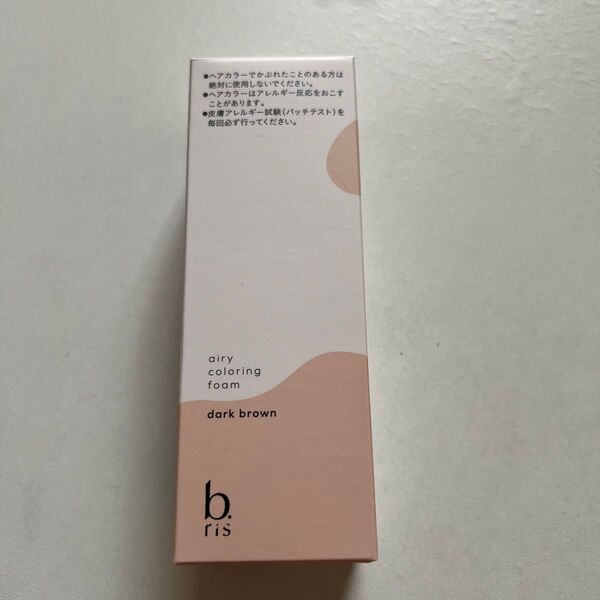 ●ヘアカラーでかぶれたことのある方は
絶対に使用しないでください。
●ヘアカラーはアレルギー反応をおこす
ことがあります。
●皮膚アレルギー試験(パッチテスト)を
毎回必ず行ってください。
airy
coloring
foam
dark brown
b.
ris